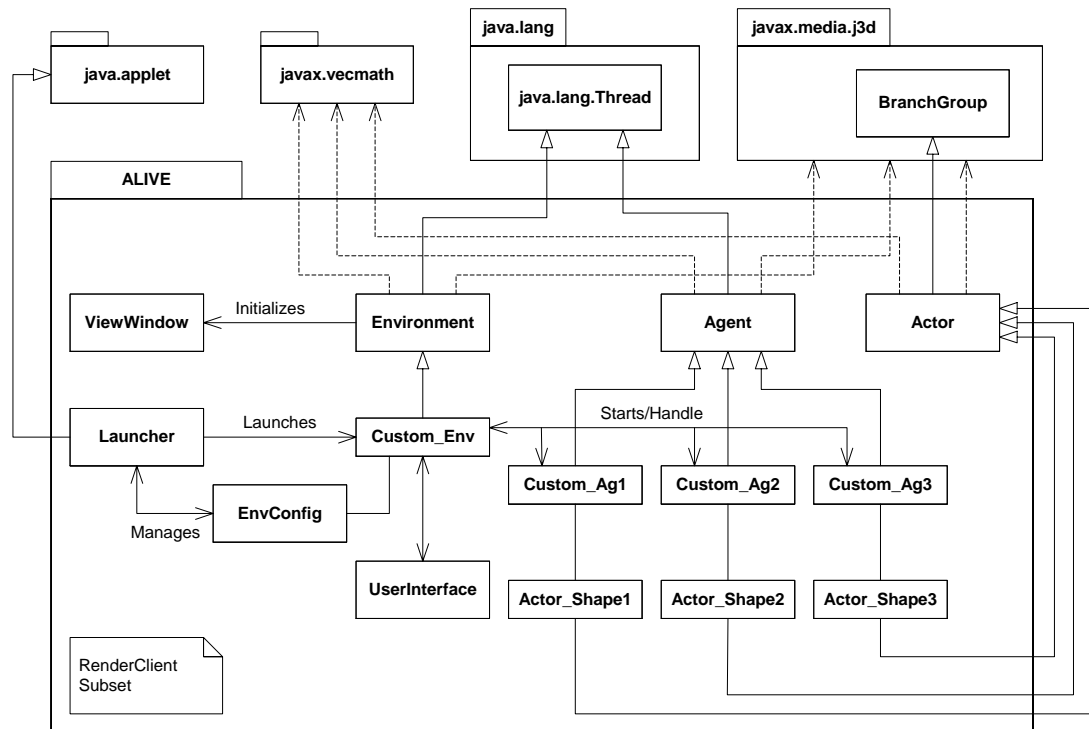 java.lang
javax.media.j3d
java.applet
javax.vecmath
java.lang.Thread
BranchGroup
ALIVE
ViewWindow
Initializes
Environment
Agent
Actor
Launcher
Launches
Custom_Env
Starts/Handle
Custom_Ag1
Custom_Ag2
Custom_Ag3
EnvConfig
Manages
UserInterface
Actor_Shape1
Actor_Shape2
Actor_Shape3
RenderClient
Subset